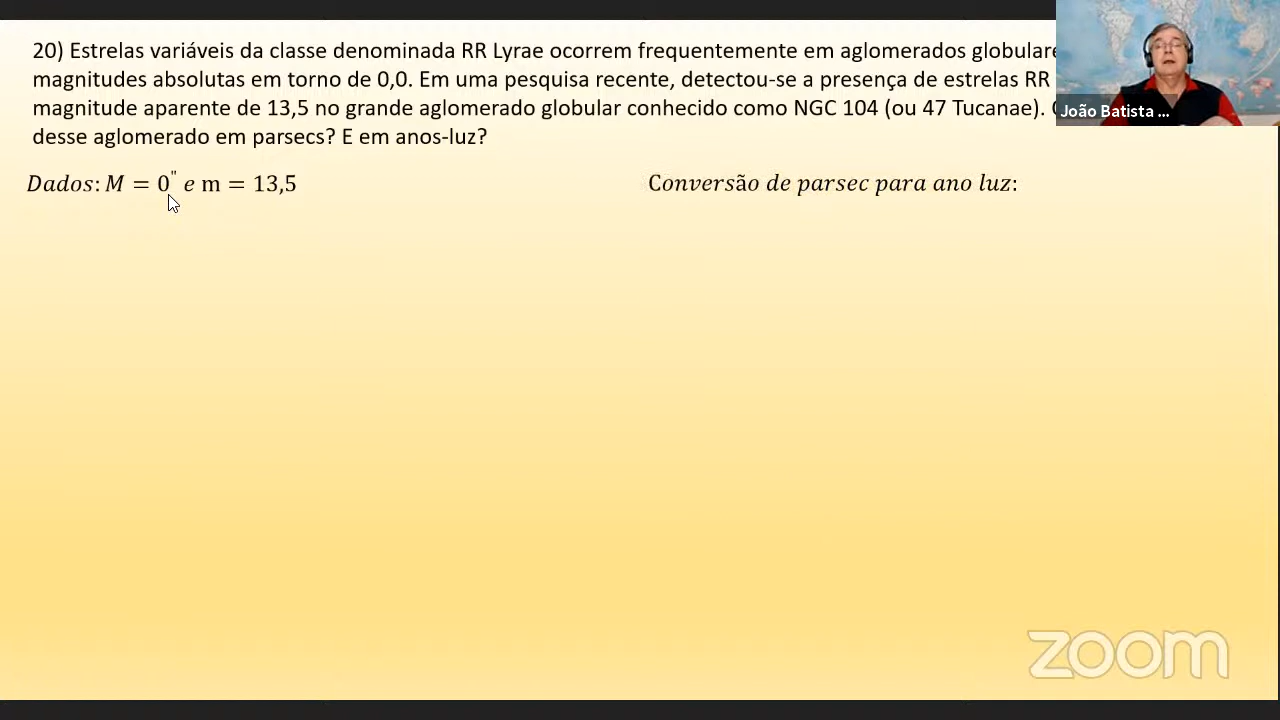 20) Estrelas variáveis da classe denominada RR Lyrae ocorrem frequentemente em aglomerados
magnitudes absolutas em torno de 0,0. Em uma pesquisa recente, detectou-se a presença de estrelas RR
magnitude aparente de 13,5 no grande aglomerado globular conhecido como NGC 104 (ou 47 Tucanae).
desse aglomerado em parsecs? E em anos-luz?
Dados: M = 0" e m = 13,5
Conversão de parsec para ano luz:
João Batista ...
zoom